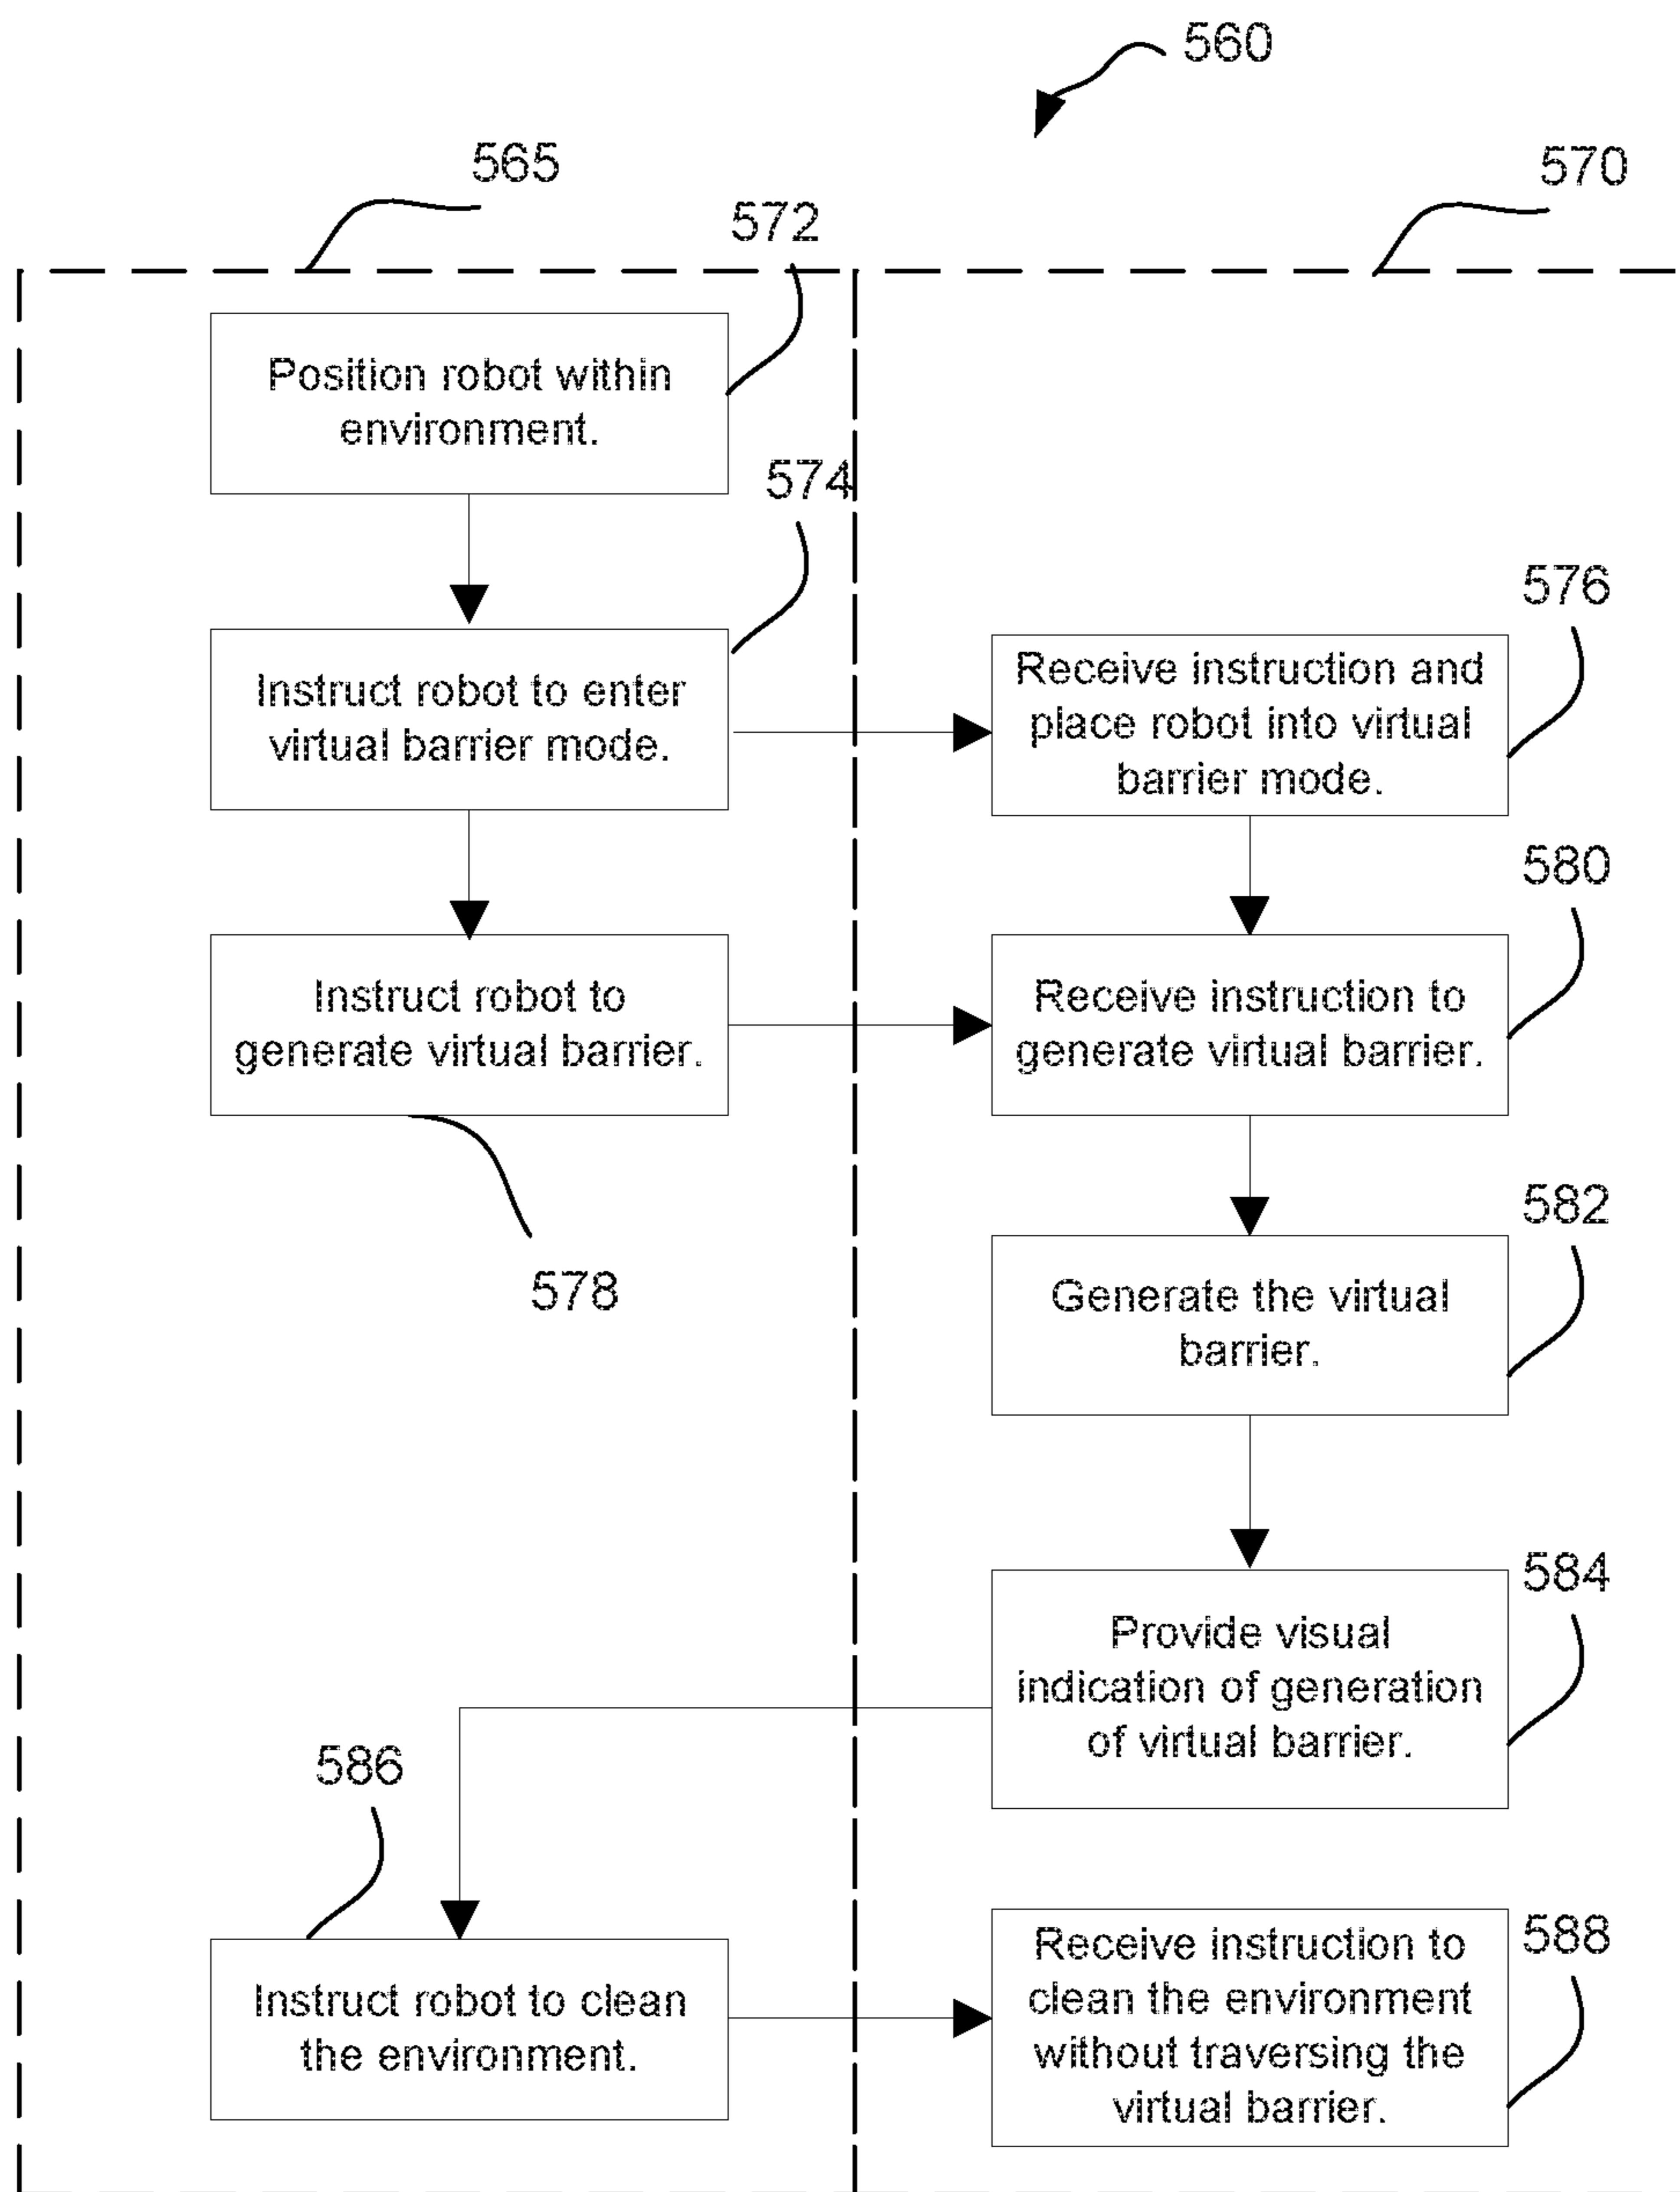 560
565
570
572
Position robot within
environment.
574
576
Instruct robot to enter
virtual barrier mode.
Receive instruction and
place robot into virtual
barrier mode.
580
Instruct robot to
generate virtual barrier.
Receive instruction to
generate virtual barrier.
578
582
Generate the virtual
barrier.
584
Provide visual
indication of generation
of virtual barrier.
586
588
Instruct robot to clean
the environment.
Receive instruction to
clean the environment
without traversing the
virtual barrier.